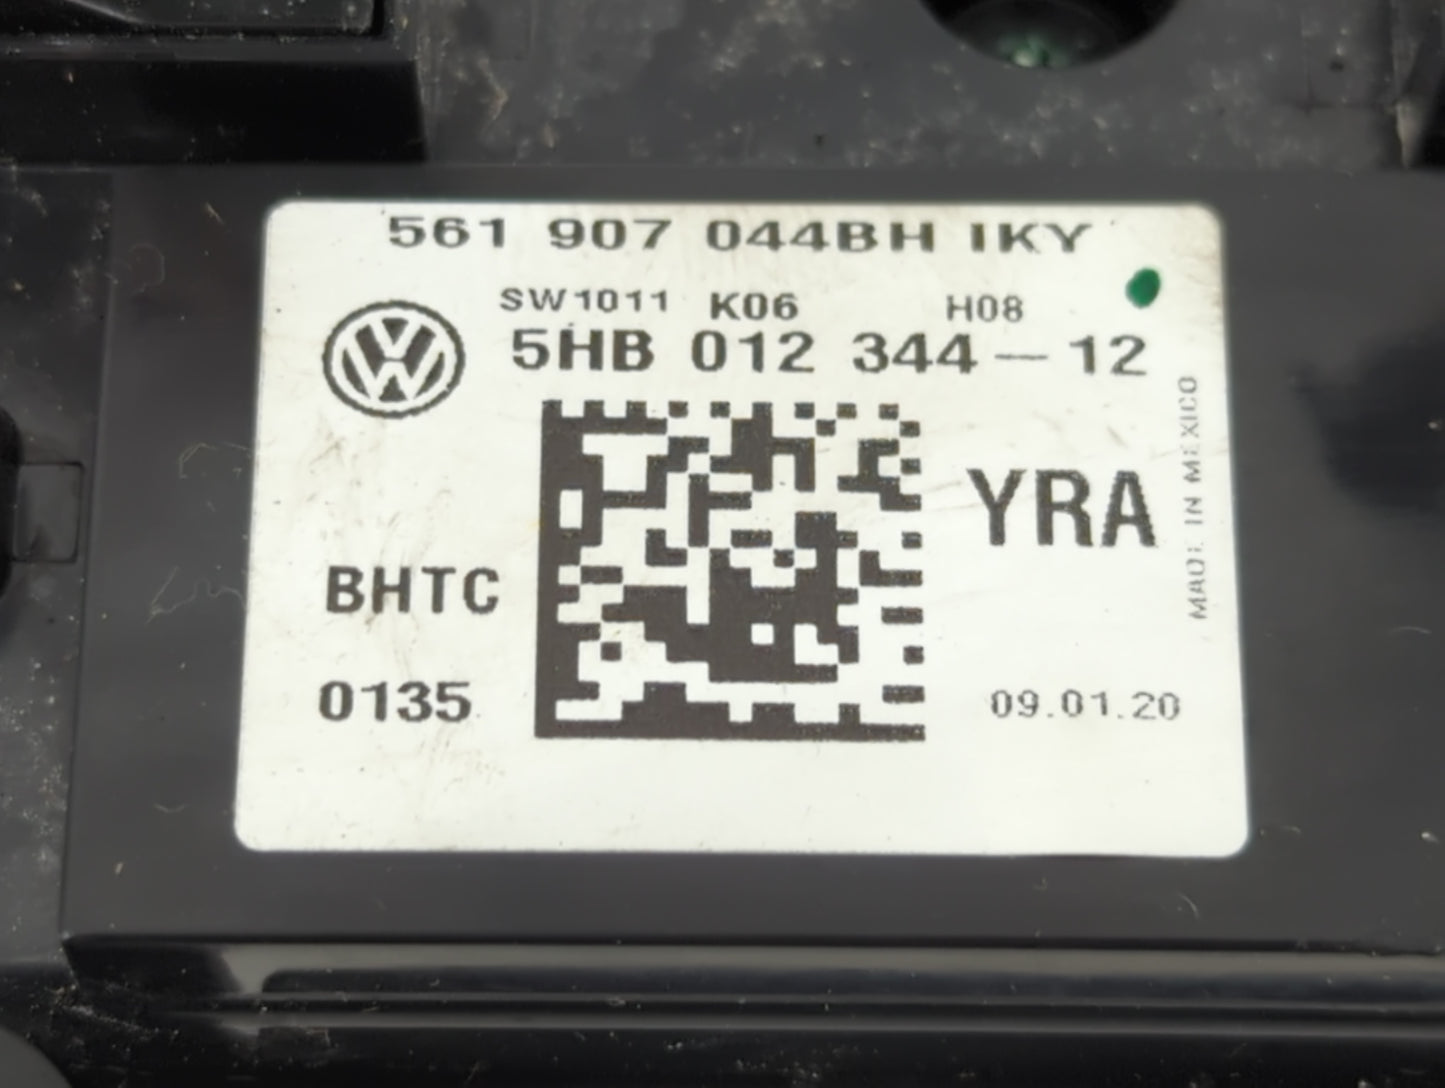 561 907 044BH IKY
SW1011 K06 H08
5HB 012 344-12
YRA
MADE IN MEXICO
BHTC
0135
09.01.20